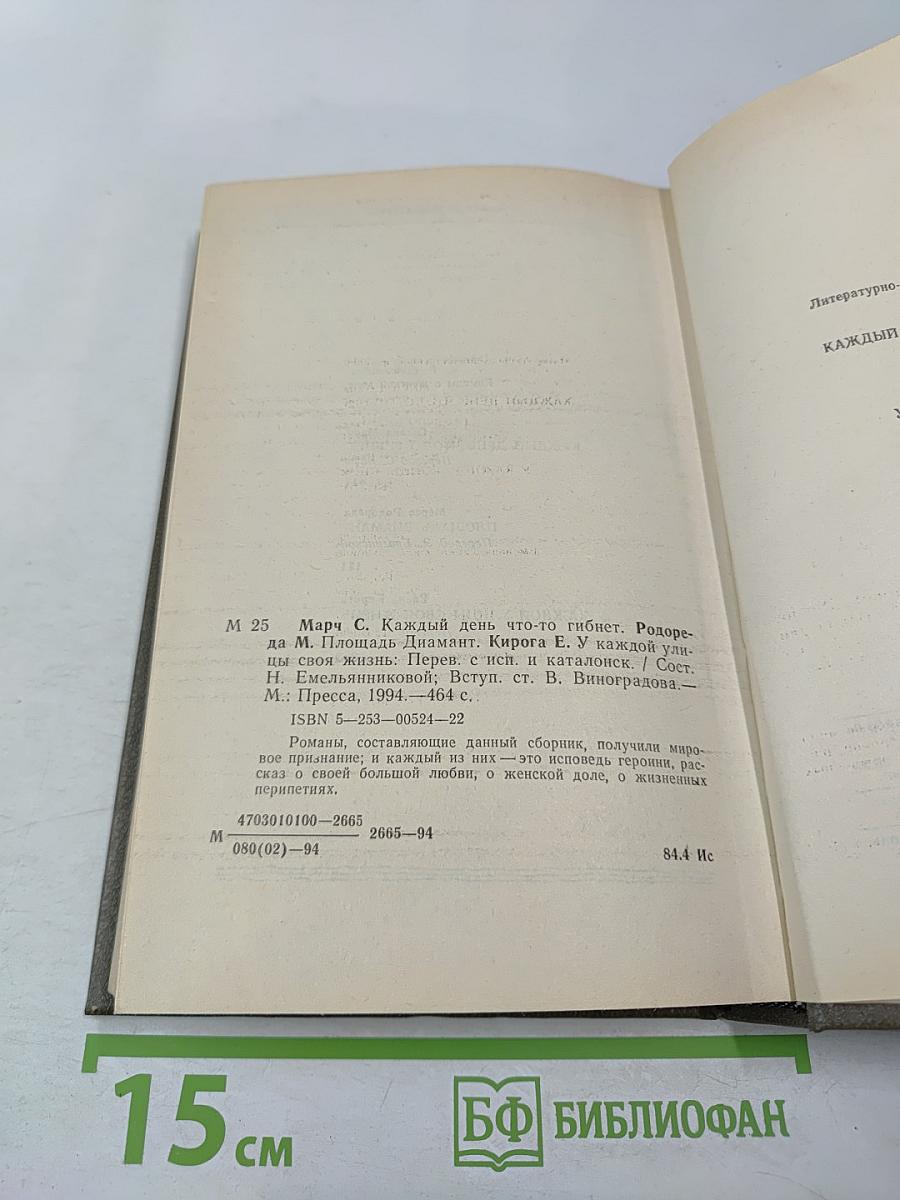 М 25 Марч С. Каждый день что-то гибнет. Родоре-
да М. Площадь Диамант. Кирога Е. У каждой ули-
цы своя жизнь: Перев. с исп. и каталонск. / Сост.
Н. Емельянниковой; Вступ. ст. В. Виноградова.—
М.: Пресса, 1994.—464 с.
ISBN 5—253—00524—22
Романы, составляющие данный сборник, получили миро-
вое признание; и каждый из них — это исповедь героини, рас-
сказ о своей большой любви, о женской доле, о жизненных
перипетиях.
М 4703010100—2665
080(02)—94
2665—94
84.4 Ис
Литературно-
КАЖДЫЙ
У
15 см
БФ БИБЛИОФАН